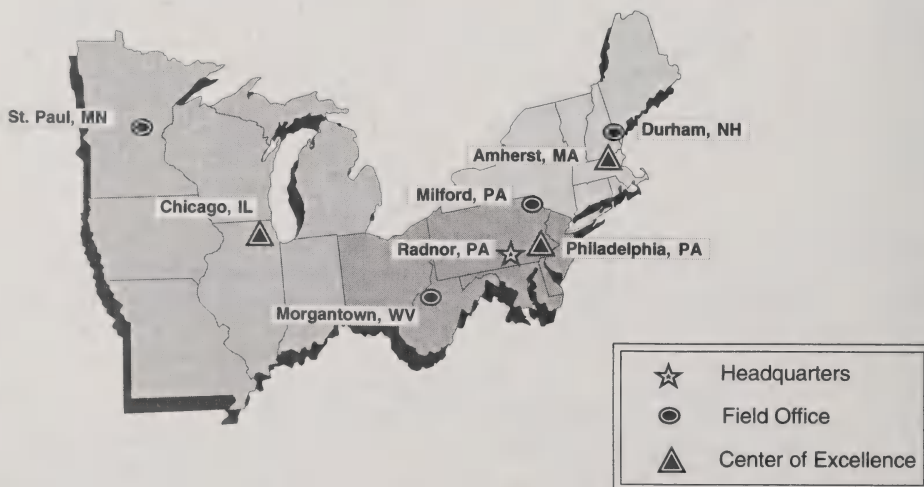 St. Paul, MN
Durham, NH
Amherst, MA
Milford, PA
Chicago, IL
Radnor, PA
Philadelphia, PA
Morgantown, WV
Headquarters
Field Office
Center of Excellence